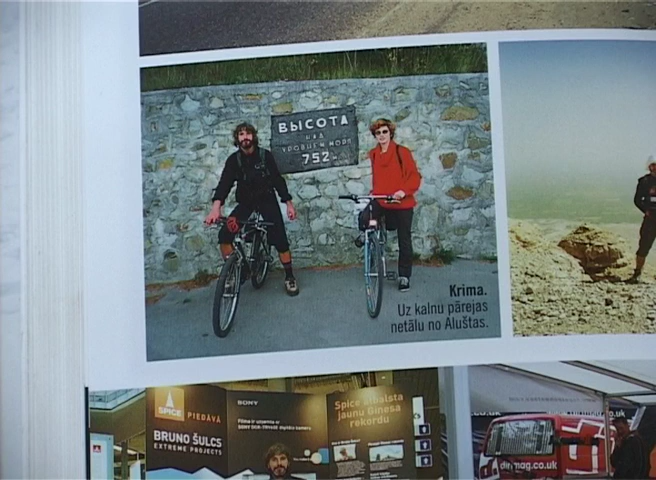 ВЫСОТА
НАД
УРОВНЕМ МОРЯ
752 м
Krima.
Uz kalnu pārejas
netālu no Aluštas.
SPICE PIEDĀVĀ
BRUNO ŠULCS
EXTREME PROJECTS
SONY
Spice atbalsta
jaunu Ginesa
rekordu
dirtmag.co.uk